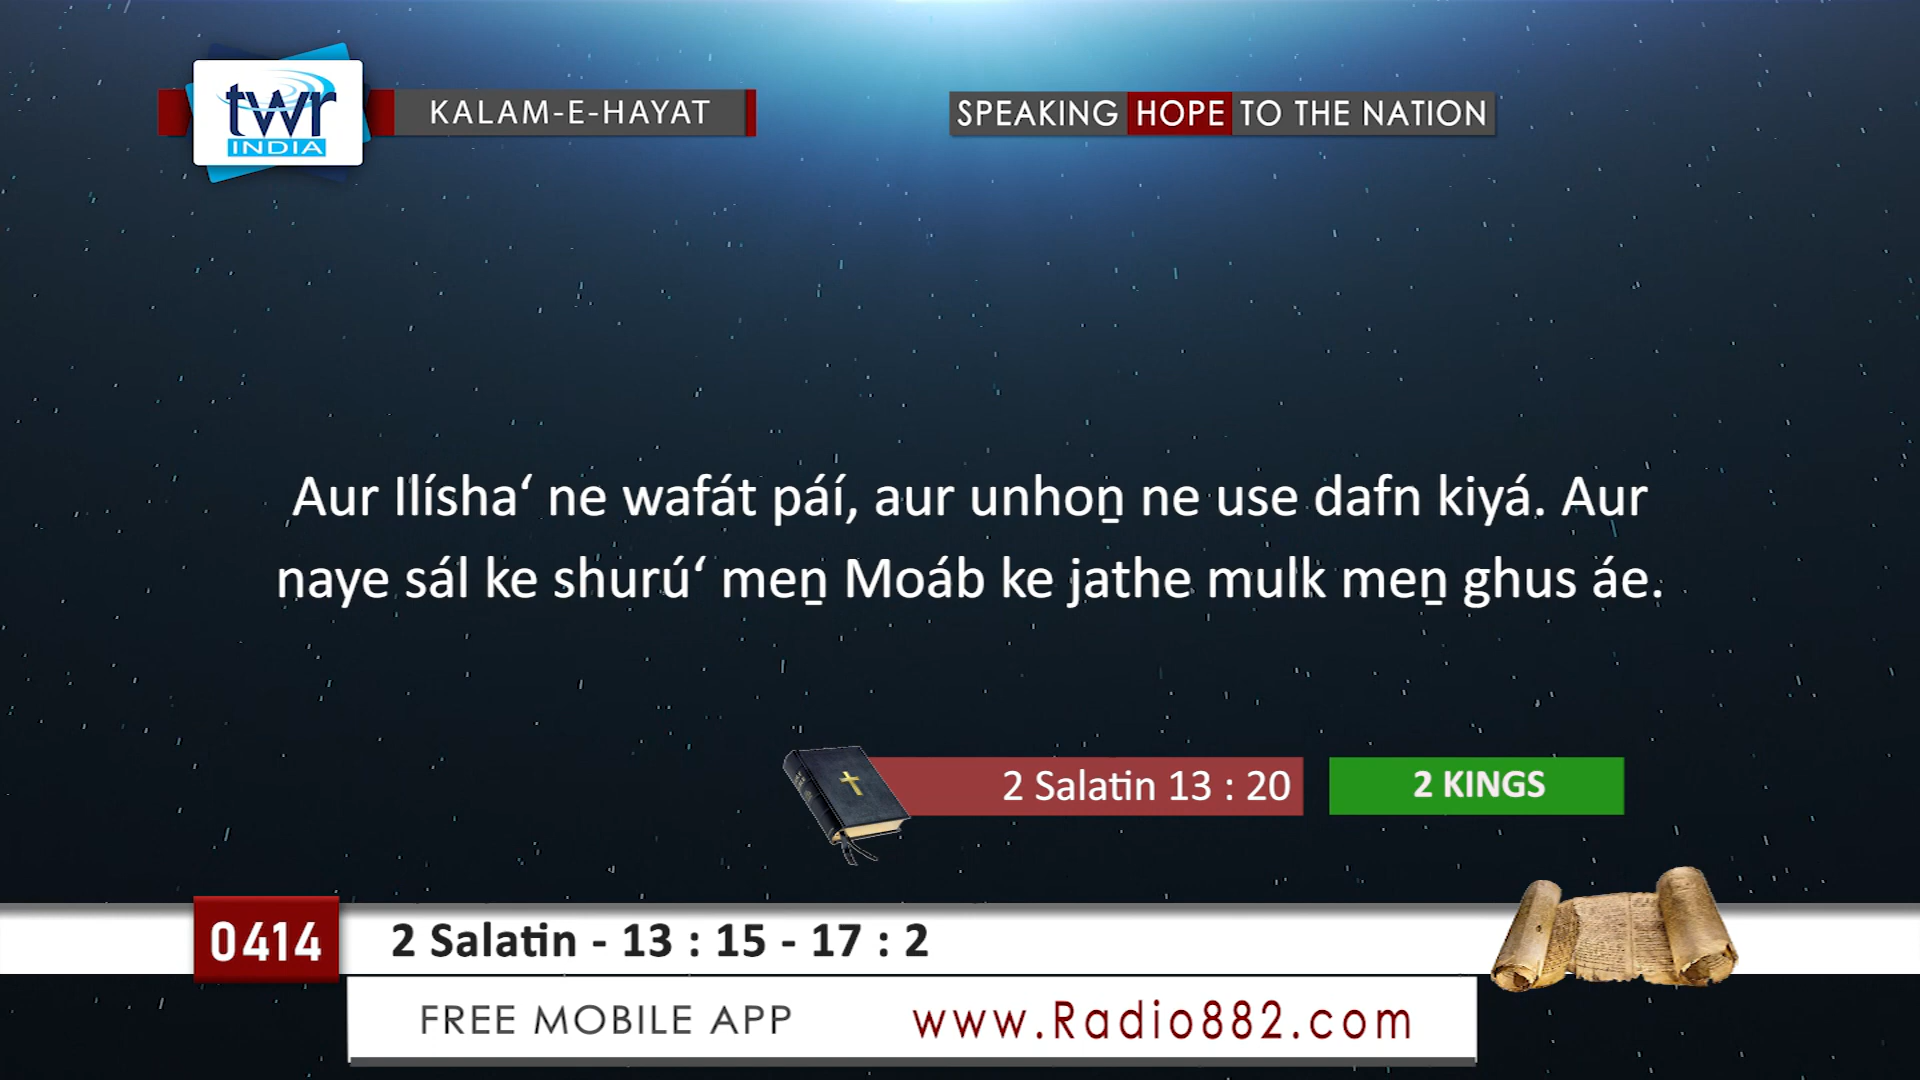 twr
INDIA
KALAM-E-HAYAT
SPEAKING HOPE TO THE NATION
Aur Ilísha‘ ne wafát páí, aur unhoṉ ne use dafn kiyá. Aur
naye sál ke shurú‘ meṉ Moáb ke jathe mulk meṉ ghus áe.
2 Salatin 13 : 20
2 KINGS
0414
2 Salatin - 13 : 15 - 17 : 2
FREE MOBILE APP
www.Radio882.com